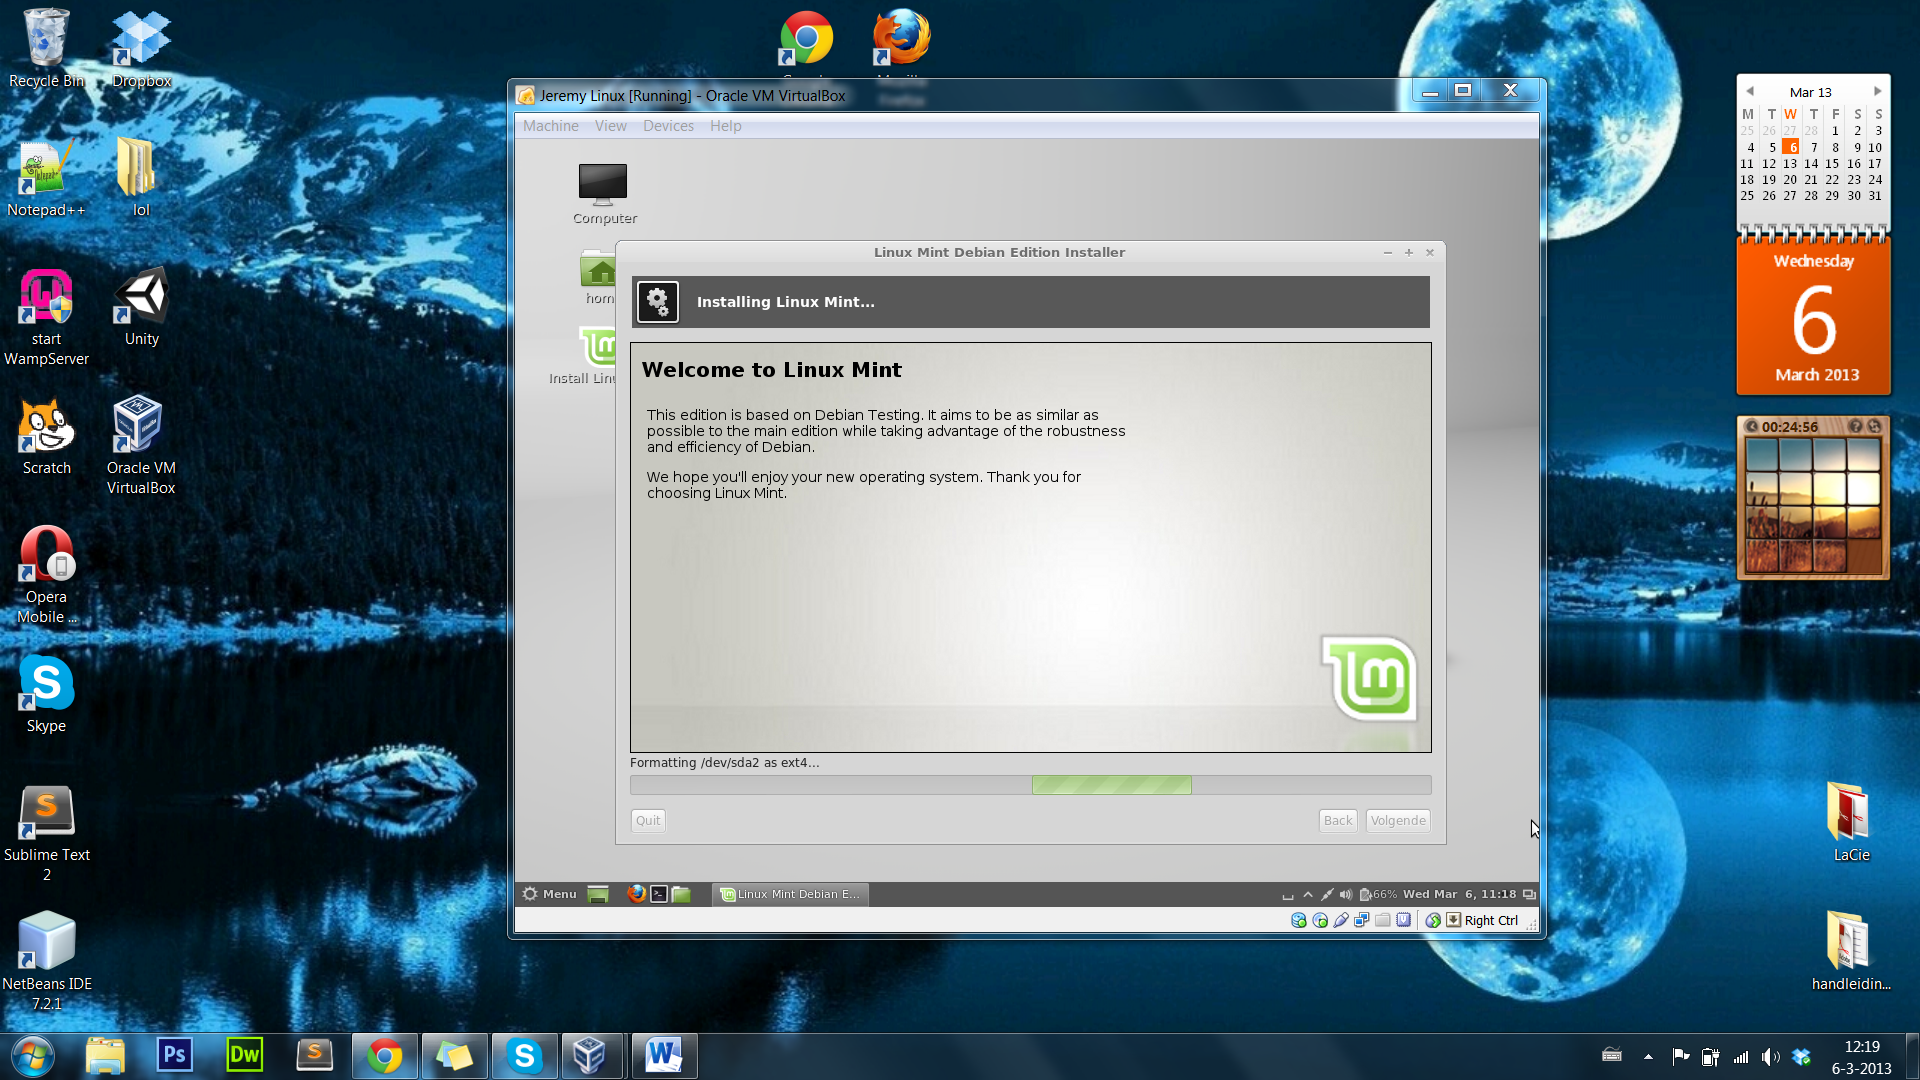 Recycle Bin
Dropbox
Notepad++
lol
start
WampServer
Unity
Scratch
Oracle VM
VirtualBox
Opera
Mobile ...
Skype
Sublime Text
2
NetBeans IDE
7.2.1
Firefox
Jeremy Linux [Running] - Oracle VM VirtualBox
Machine View Devices Help
Computer
hom
Install Linu
Linux Mint Debian Edition Installer
Installing Linux Mint...
Welcome to Linux Mint
This edition is based on Debian Testing. It aims to be as similar as
possible to the main edition while taking advantage of the robustness
and efficiency of Debian.
We hope you'll enjoy your new operating system. Thank you for
choosing Linux Mint.
Formatting /dev/sda2 as ext4...
Quit
Back
Volgende
Menu
Linux Mint Debian E...
66% Wed Mar 6, 11:18
Right Ctrl
Mar 13
M T W T F S S
25 26 27 28 1 2 3
4 5 6 7 8 9 10
11 12 13 14 15 16 17
18 19 20 21 22 23 24
25 26 27 28 29 30 31
Wednesday
6
March 2013
00:24:56
LaCie
handleidin...
Ps
Dw
12:19
6-3-2013